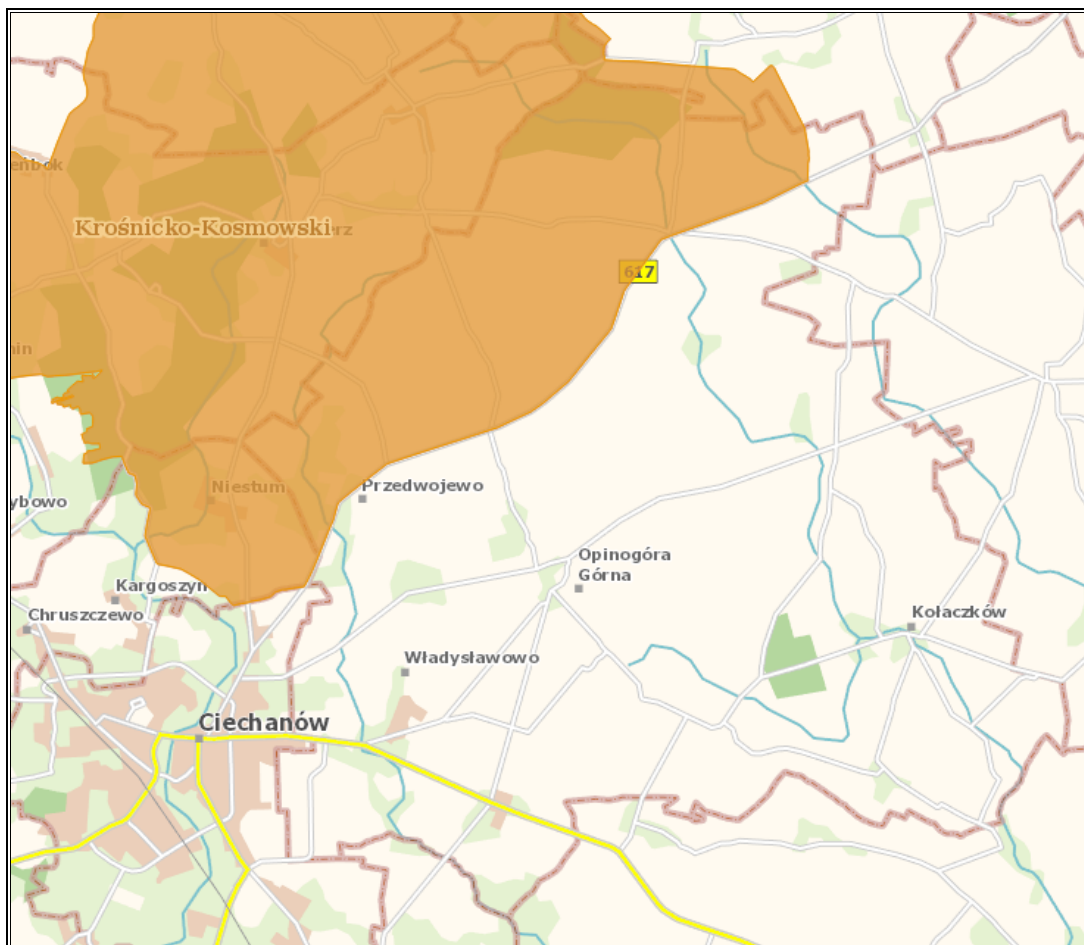 Krośnicko-Kosmowski
617
Niestum
Przedwojewo
Opinogóra
Górna
Kargoszyn
Chruszczewo
Kołaczków
Władysławowo
Ciechanów